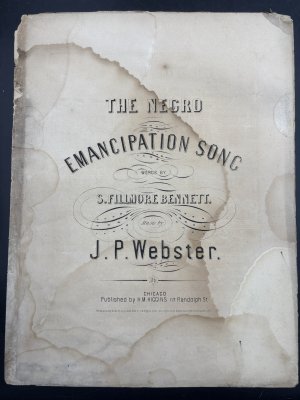 THE NEGRO
EMANCIPATION SONG
WORDS BY
S. FILLMORE BENNETT.
Music by
J. P. Webster.
CHICAGO
Published by H. M. HIGGINS 117 Randolph St